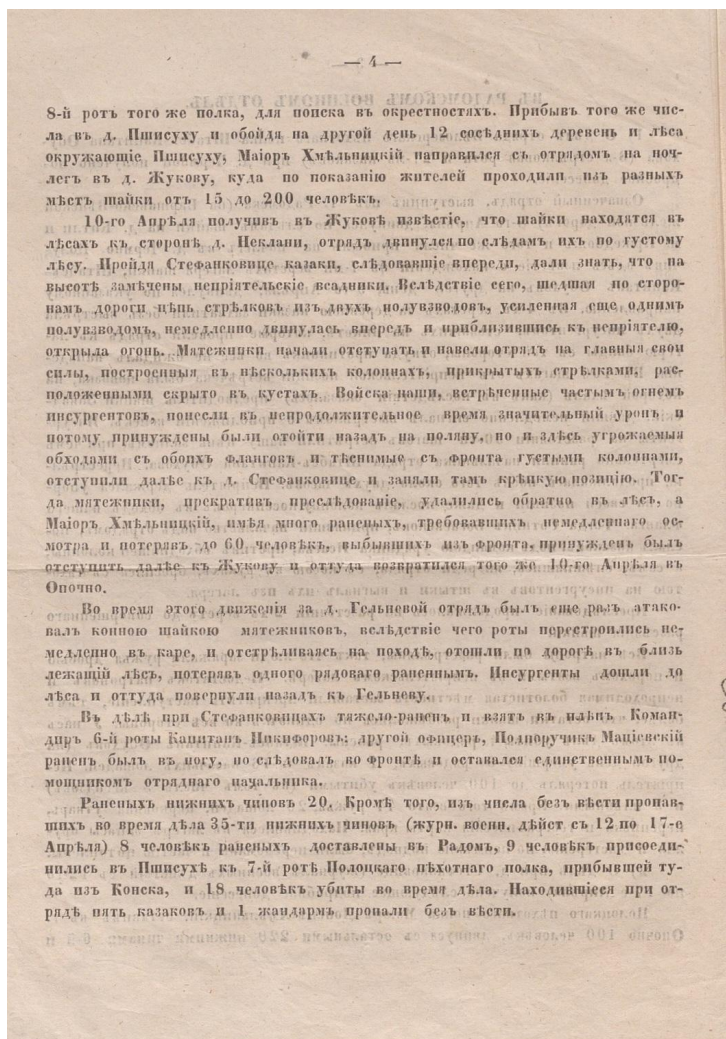 — 4 —
8-й ротъ того же полка, для поиска въ окрестностяхъ. Прибывъ того же чис-
ла въ д. Пшисуху и обойдя на другой день 12 сосѣднихъ деревень и лѣса
окружающіе Пшисуху, Маіоръ Хмѣльницкій направился съ отрядомъ на ноч-
легъ въ д. Жукову, куда по показанію жителей проходили изъ разныхъ
мѣстъ шайки отъ 15 до 200 человѣкъ.
10-го Апрѣля получивъ въ Жуковѣ извѣстіе, что шайки находятся въ
лѣсахъ къ сторонѣ д. Неклани, отрядъ двинулся по слѣдамъ ихъ по густому
лѣсу. Пройдя Стефанковице казаки, слѣдовавшіе впереди, дали знать, что на
высотѣ замѣчены непріятельскіе всадники. Вслѣдствіе сего, шедшая по сторо-
намъ дороги цѣпь стрѣлковъ изъ двухъ полувзводовъ, усиленная еще однимъ
полувзводомъ, немедленно двинулась впередъ и приблизившись къ непріятелю,
открыла огонь. Мятежники начали отступать и навели отрядъ на главныя свои
силы, построенныя въ нѣсколькихъ колоннахъ, прикрытыхъ стрѣлками, рас-
положенными скрыто въ кустахъ. Войска наши, встрѣченные частымъ огнемъ
инсургентовъ, понесли въ непродолжительное время значительный уронъ и
потому принуждены были отойти назадъ на поляну, но и здѣсь угрожаемыя
обходами съ обоихъ фланговъ и тѣснимые съ фронта густыми колоннами,
отступили далѣе къ д. Стефанковице и заняли тамъ крѣпкую позицію. Тог-
да мятежники, прекративъ преслѣдованіе, удалились обратно въ лѣсъ, а
Маіоръ Хмѣльницкій, имѣя много раненыхъ, требовавшихъ немедленнаго ос-
мотра и потерявъ до 60 человѣкъ, выбывшихъ изъ фронта, принужденъ былъ
отступить далѣе къ Жукову и оттуда возвратился того же 10-го Апрѣля въ
Опочно.
Во время этого движенія за д. Гельневой отрядъ былъ еще разъ атако-
валъ конною шайкою мятежниковъ, вслѣдствіе чего роты перестроились не-
медленно въ каре, и отстрѣливаясь на походѣ, отошли по дорогѣ въ близь
лежащій лѣсъ, потерявъ одного рядоваго раненнымъ. Инсургенты дошли до
лѣса и оттуда повернули назадъ къ Гельневу.
Въ дѣлѣ при Стефанковицахъ тяжело-раненъ и взятъ въ плѣнъ Коман-
диръ 6-й роты Капитанъ Никифоровъ; другой офицеръ, Подпоручикъ Маціевскій
раненъ былъ въ ногу, но слѣдовалъ во фронтѣ и оставался единственнымъ по-
мощникомъ отряднаго начальника.
Раненыхъ нижнихъ чиновъ 20. Кромѣ того, изъ числа безъ вѣсти пропав-
шихъ во время дѣла 35-ти нижнихъ чиновъ (журн. воен. дѣйст съ 12 по 17-е
Апрѣля) 8 человѣкъ раненыхъ доставлены въ Радомъ, 9 человѣкъ присоеди-
нились въ Пшисухѣ къ 7-й ротѣ Полоцкаго пѣхотнаго полка, прибывшей ту-
да изъ Конска, и 18 человѣкъ убиты во время дѣла. Находившіеся при от-
рядѣ пять казаковъ и 1 жандармъ пропали безъ вѣсти.